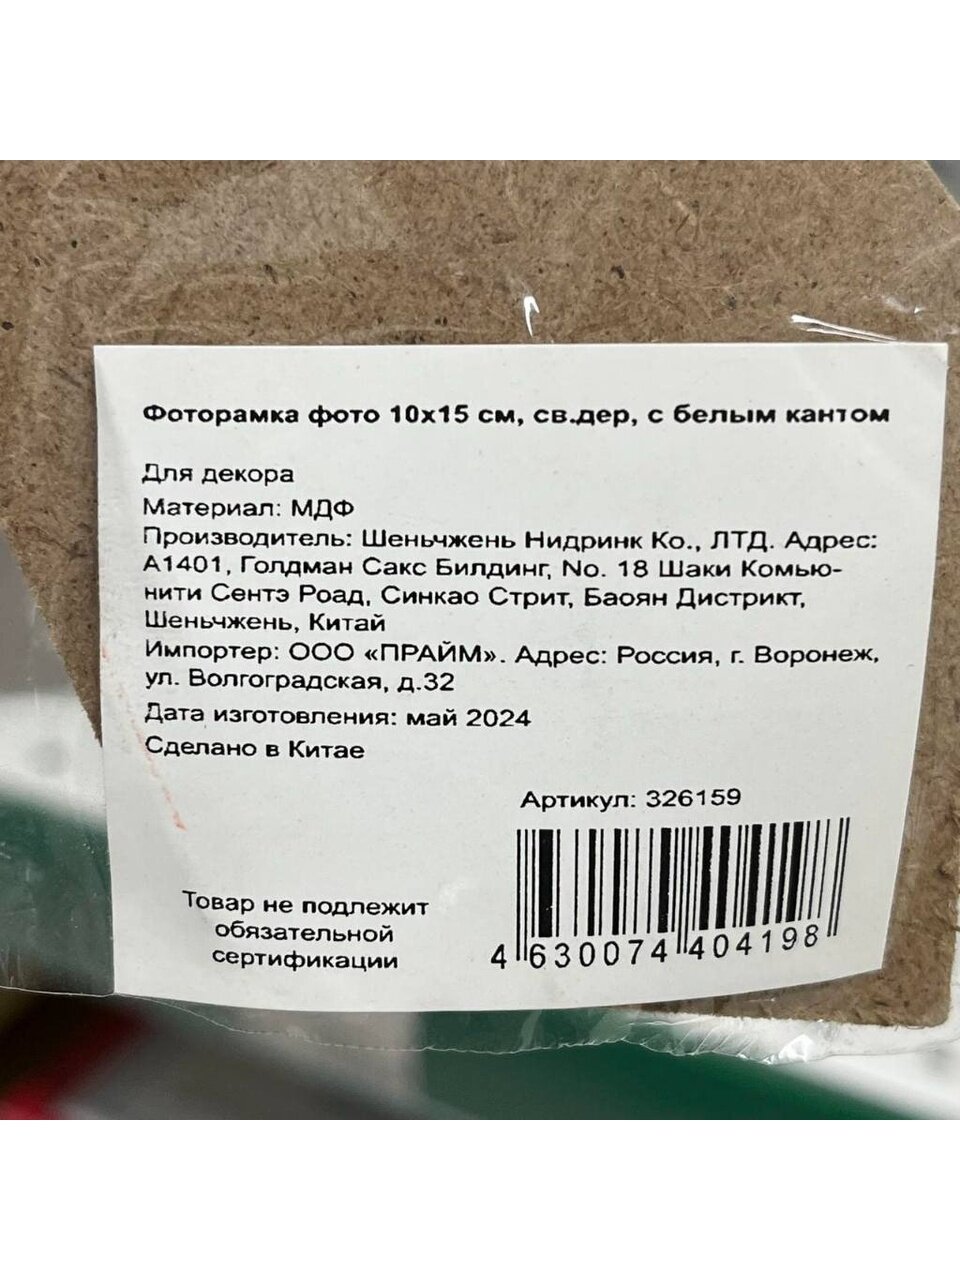 Фоторамка фото 10х15 см, св.дер, с белым кантом
Для декора
Материал: МДФ
Производитель: Шеньчжень Нидринк Ко., ЛТД. Адрес:
А1401, Голдман Сакс Билдинг, No. 18 Шаки Комью-
нити Сентэ Роад, Синкао Стрит, Баоян Дистрикт,
Шеньчжень, Китай
Импортер: ООО «ПРАЙМ». Адрес: Россия, г. Воронеж,
ул. Волгоградская, д.32
Дата изготовления: май 2024
Сделано в Китае
Артикул: 326159
Товар не подлежит
обязательной
сертификации
4 630074 404198